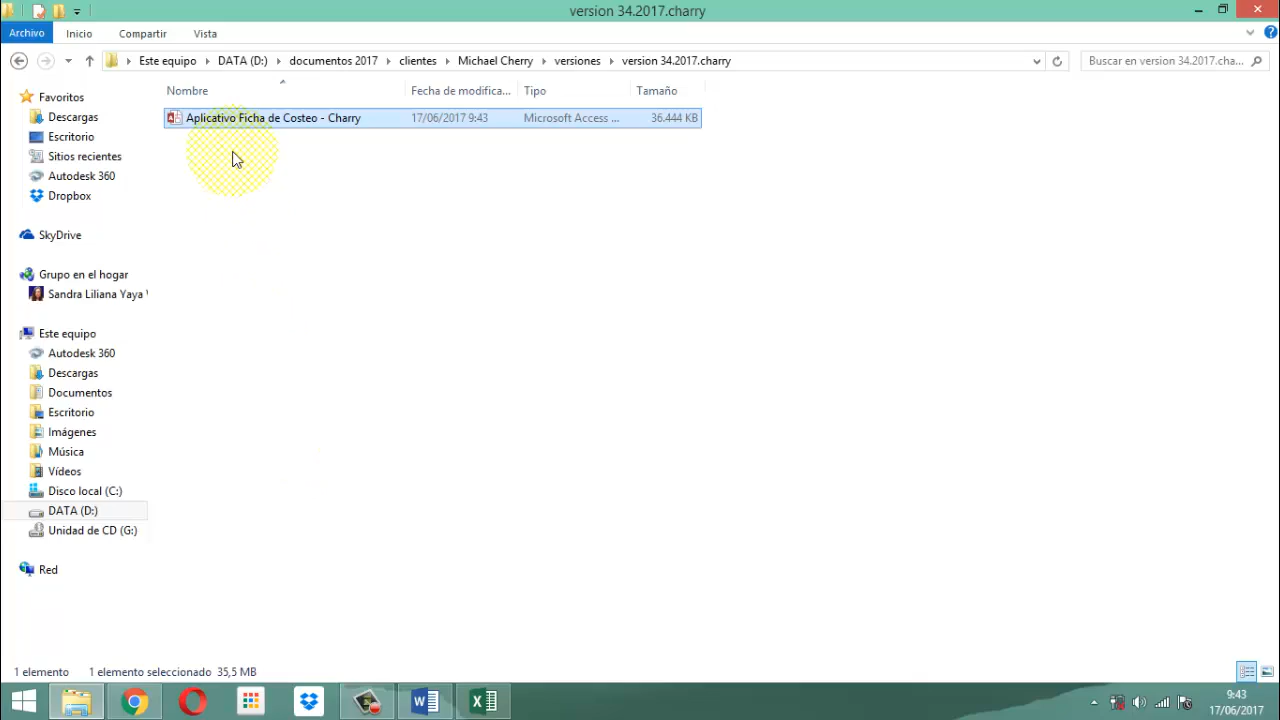 version 34.2017.charry
Archivo Inicio Compartir Vista
Este equipo DATA (D:) documentos 2017 clientes Michael Cherry versiones version 34.2017.charry
Buscar en version 34.2017.cha...
Nombre Fecha de modifica... Tipo Tamaño
Aplicativo Ficha de Costeo - Charry 17/06/2017 9:43 Microsoft Access ... 36.444 KB
Favoritos
Descargas
Escritorio
Sitios recientes
Autodesk 360
Dropbox
SkyDrive
Grupo en el hogar
Sandra Liliana Yaya
Este equipo
Autodesk 360
Descargas
Documentos
Escritorio
Imágenes
Música
Vídeos
Disco local (C:)
DATA (D:)
Unidad de CD (G:)
Red
1 elemento 1 elemento seleccionado 35,5 MB
9:43
17/06/2017